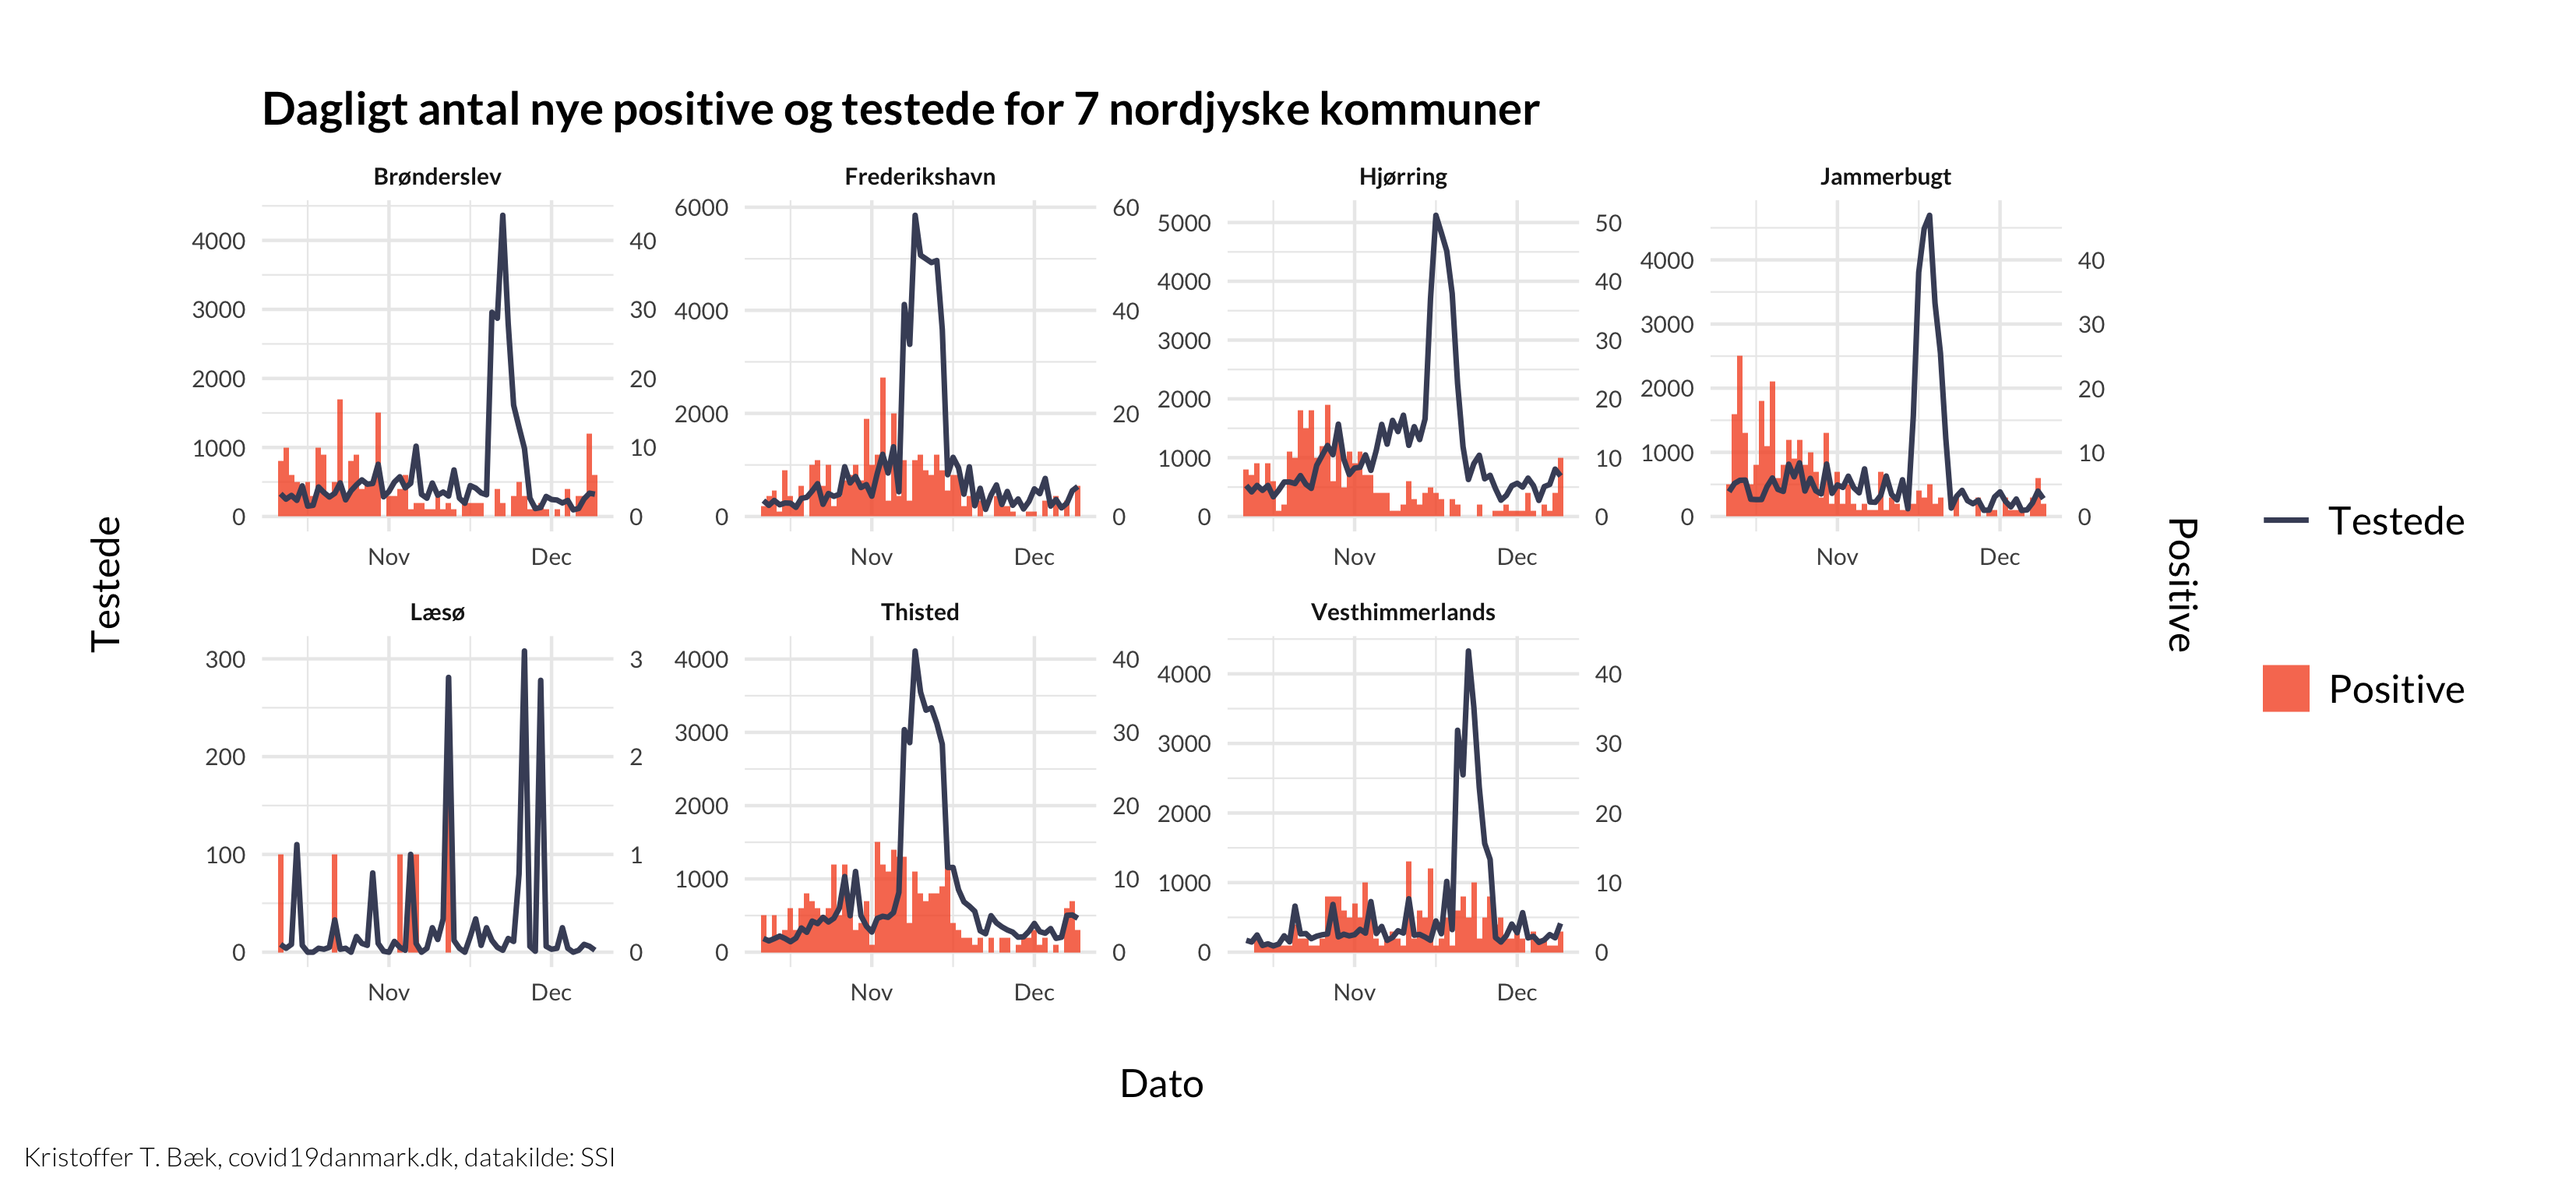 Dagligt antal nye positive og testede for 7 nordjyske kommuner
Brønderslev
Frederikshavn
Hjørring
Jammerbugt
4000
3000
2000
1000
0
40
30
20
10
0
Nov
Dec
6000
4000
2000
0
60
40
20
0
Nov
Dec
5000
4000
3000
2000
1000
0
50
40
30
20
10
0
Nov
Dec
4000
3000
2000
1000
0
40
30
20
10
0
Nov
Dec
Testede
Positive
Testede
Positive
Læsø
Thisted
Vesthimmerlands
300
200
100
0
3
2
1
0
Nov
Dec
4000
3000
2000
1000
0
40
30
20
10
0
Nov
Dec
4000
3000
2000
1000
0
40
30
20
10
0
Nov
Dec
Dato
Kristoffer T. Bæk, covid19danmark.dk, datakilde: SSI